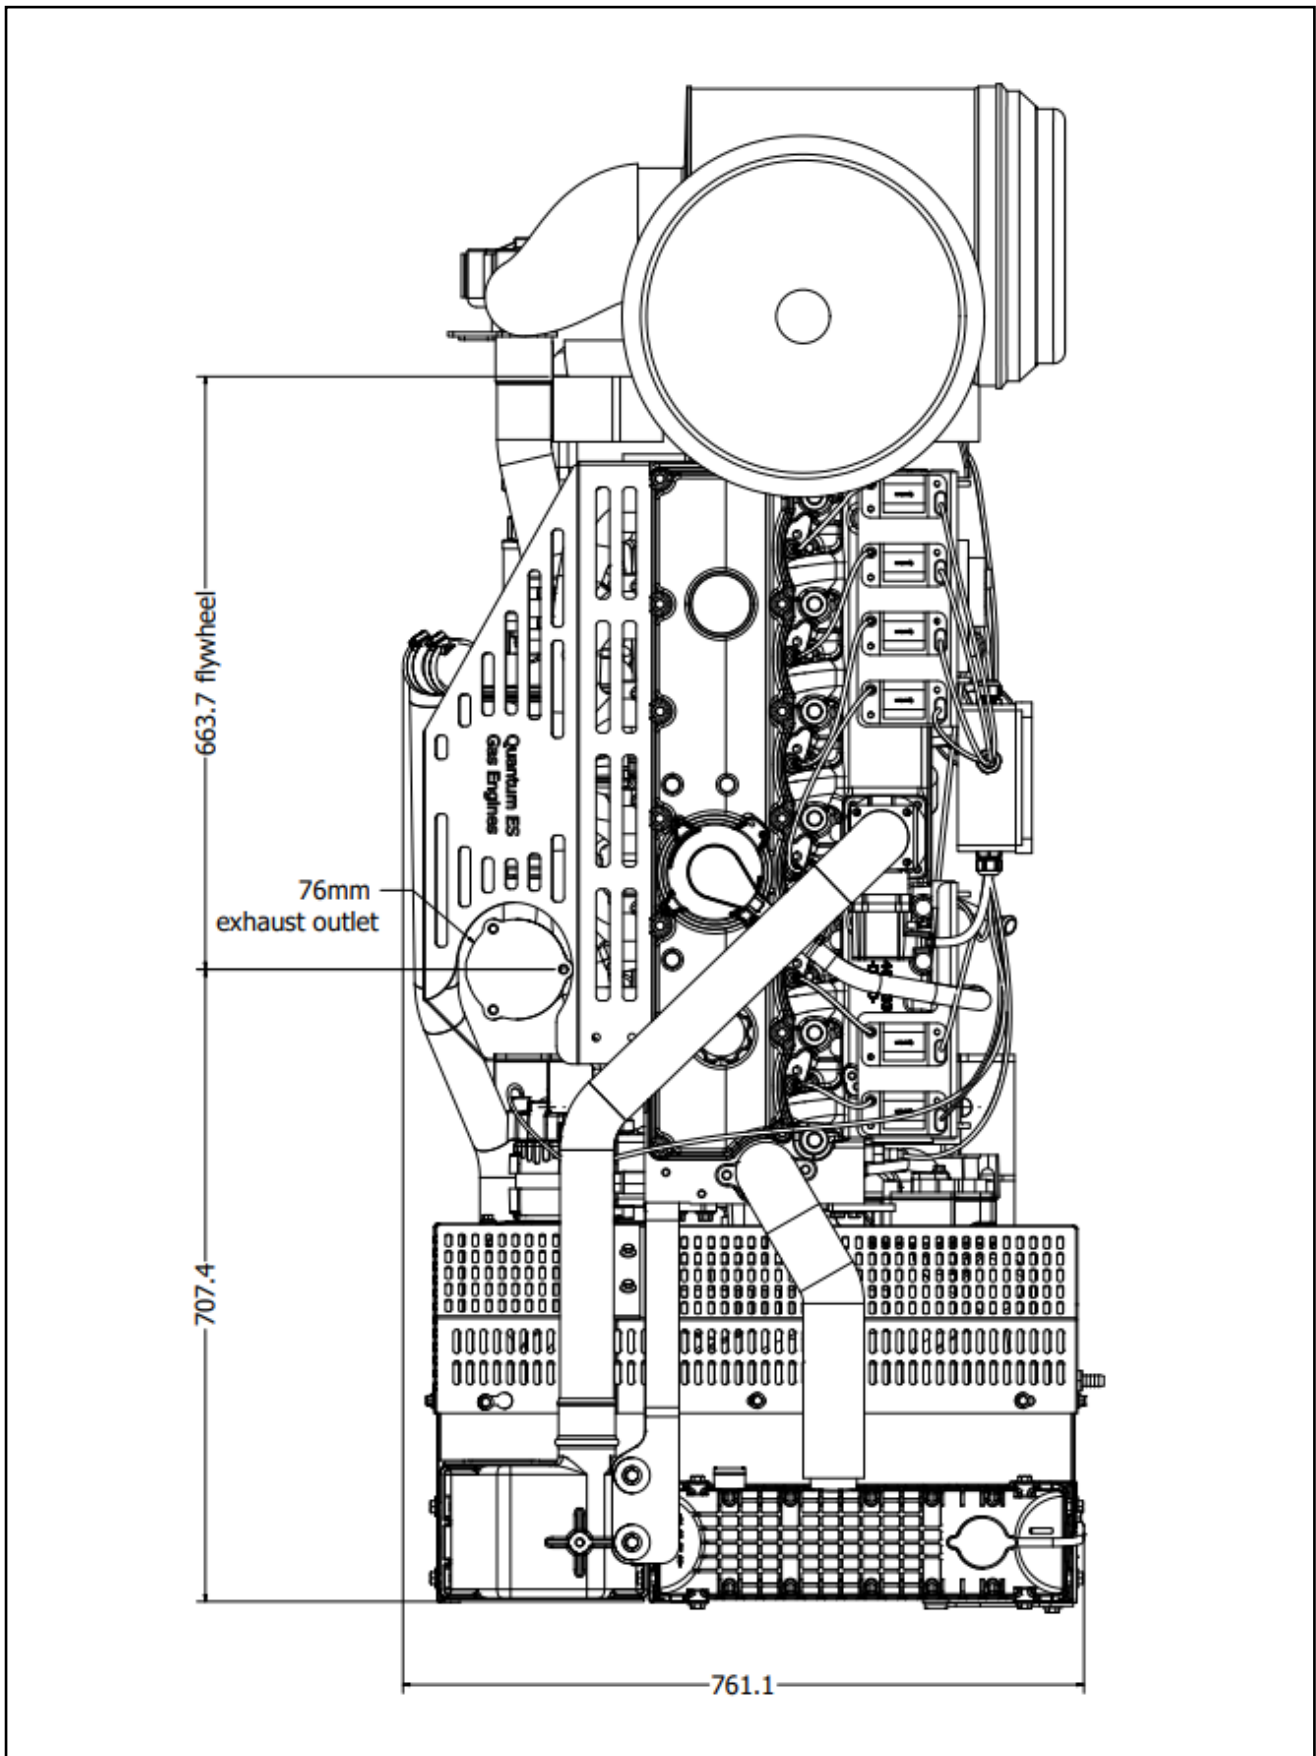 663.7 flywheel
Quantum ES
Gas Engines
76mm
exhaust outlet
707.4
761.1